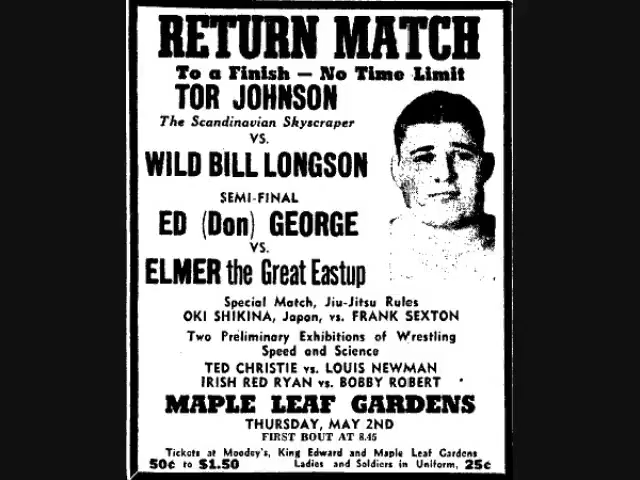 RETURN MATCH
To a Finish — No Time Limit
TOR JOHNSON
The Scandinavian Skyscraper
VS.
WILD BILL LONGSON
SEMI-FINAL
ED (Don) GEORGE
VS.
ELMER the Great Eastup
Special Match, Jiu-Jitsu Rules
OKI SHIKINA, Japan, vs. FRANK SEXTON
Two Preliminary Exhibitions of Wrestling
Speed and Science
TED CHRISTIE vs. LOUIS NEWMAN
IRISH RED RYAN vs. BOBBY ROBERT
MAPLE LEAF GARDENS
THURSDAY, MAY 2ND
FIRST BOUT AT 8.45
Tickets at Moodey's, King Edward and Maple Leaf Gardens
50¢ to $1.50 Ladies and Soldiers in Uniform, 25¢